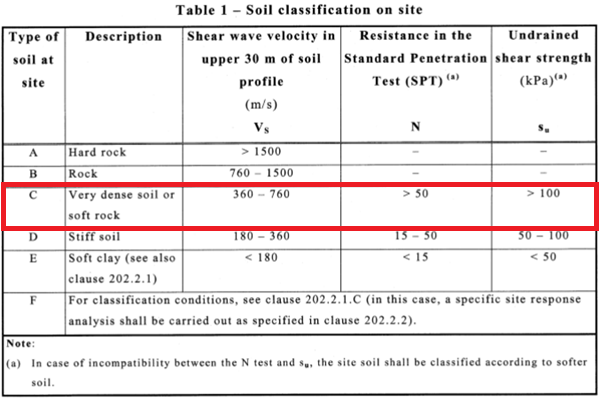 Table 1 – Soil classification on site
Type of soil at site | Description | Shear wave velocity in upper 30 m of soil profile (m/s) Vs | Resistance in the Standard Penetration Test (SPT) (a) N | Undrained shear strength (kPa)(a) su
A | Hard rock | > 1500 | – | –
B | Rock | 760 – 1500 | – | –
C | Very dense soil or soft rock | 360 – 760 | > 50 | > 100
D | Stiff soil | 180 – 360 | 15 – 50 | 50 – 100
E | Soft clay (see also clause 202.2.1) | < 180 | < 15 | < 50
F | For classification conditions, see clause 202.2.1.C (in this case, a specific site response
analysis shall be carried out as specified in clause 202.2.2).
Note:
(a) In case of incompatibility between the N test and su, the site soil shall be classified according to softer
soil.